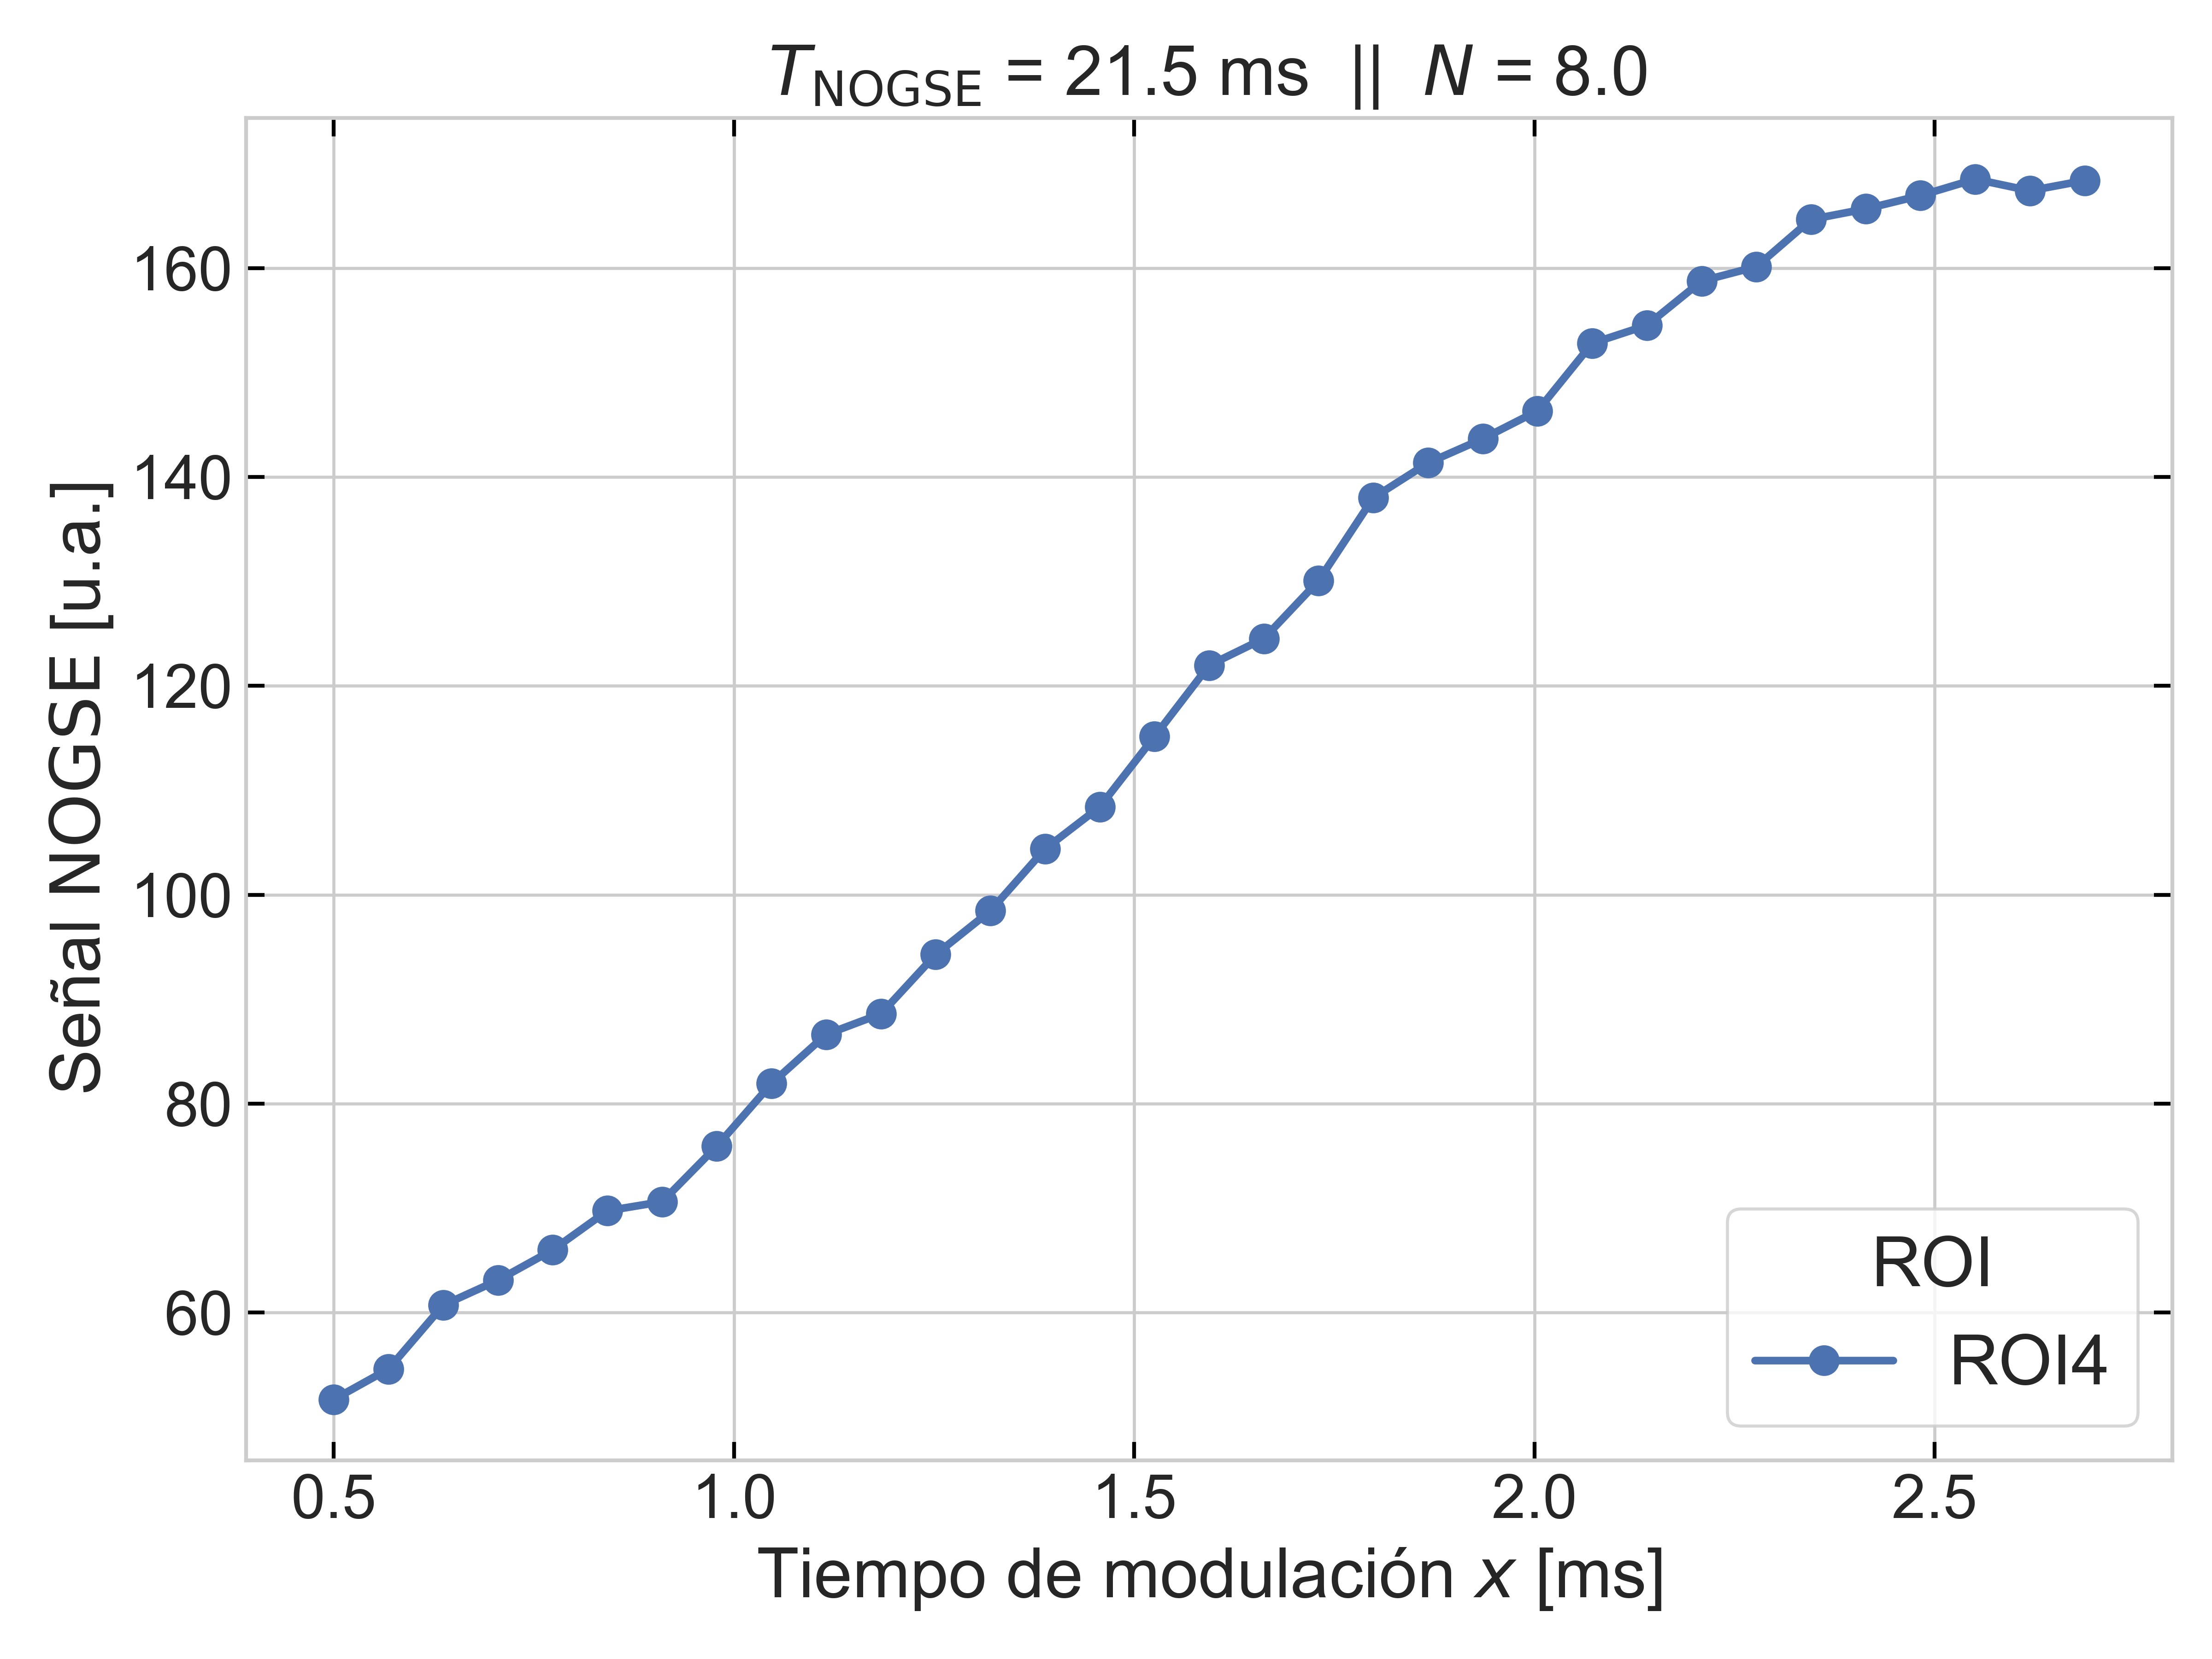 T_NOGSE = 21.5 ms || N = 8.0
Señal NOGSE [u.a.]
160
140
120
100
80
60
0.5 1.0 1.5 2.0 2.5
Tiempo de modulación x [ms]
ROI
ROI4